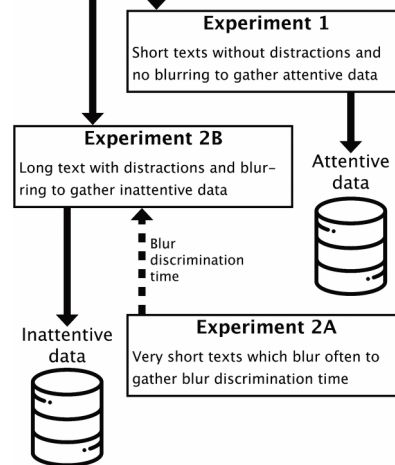 Experiment 1
Short texts without distractions and
no blurring to gather attentive data
Experiment 2B
Long text with distractions and blur-
ring to gather inattentive data
Attentive
data
Blur
discrimination
time
Inattentive
data
Experiment 2A
Very short texts which blur often to
gather blur discrimination time